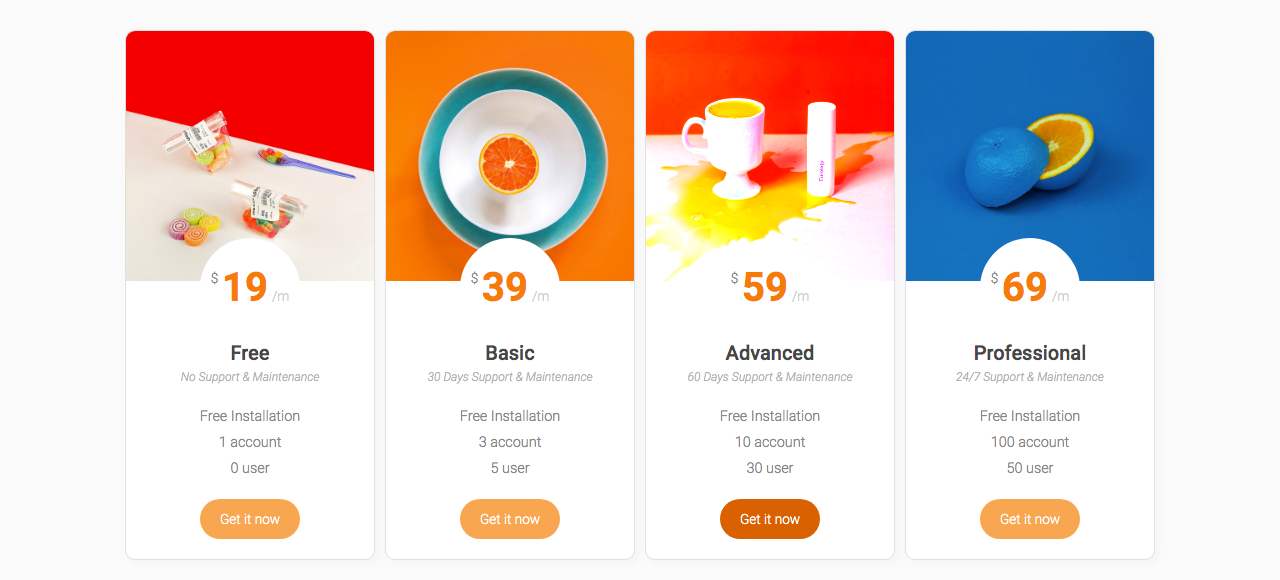 $ 19 /m
Free
No Support & Maintenance
Free Installation
1 account
0 user
Get it now
$ 39 /m
Basic
30 Days Support & Maintenance
Free Installation
3 account
5 user
Get it now
$ 59 /m
Advanced
60 Days Support & Maintenance
Free Installation
10 account
30 user
Get it now
$ 69 /m
Professional
24/7 Support & Maintenance
Free Installation
100 account
50 user
Get it now